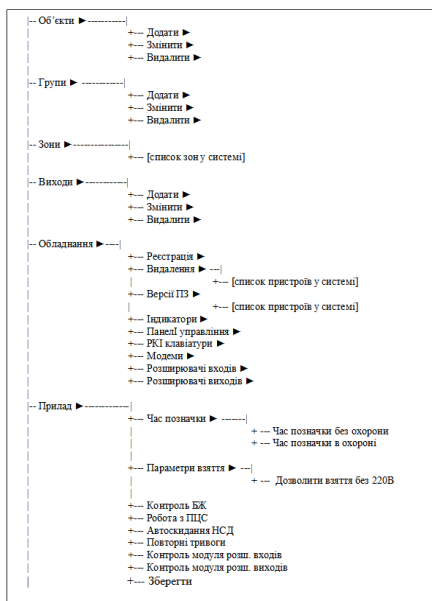 |-- Об’єкти ►-----------|
+--- Додати ►
+--- Змінити ►
+--- Видалити ►
|-- Групи ► ------------|
+--- Додати ►
+--- Змінити ►
+--- Видалити ►
|-- Зони ►----------------|
+--- [список зон у системі]
|-- Виходи ►------------|
+--- Додати ►
+--- Змінити ►
+--- Видалити ►
|-- Обладнання ►----|
+--- Реєстрація ►
+--- Видалення ► ---|
| +--- [список пристроїв у системі]
+--- Версії ПЗ ►
| +--- [список пристроїв у системі]
+--- Індикатори ►
+--- ПанелІ управління ►
+--- РКІ клавіатури ►
+--- Модеми ►
+--- Розширювачі входів ►
+--- Розширювачі виходів ►
|-- Прилад ►-------------|
+--- Час позначки ► -------|
+ --- Час позначки без охорони
+ --- Час позначки в охороні
+--- Параметри взяття ► ---|
+ --- Дозволити взяття без 220В
+--- Контроль БЖ
+--- Робота з ПЦС
+--- Автоскидання НСД
+--- Повторні тривоги
+--- Контроль модуля розш. входів
+--- Контроль модуля розш. виходів
+--- Зберегти